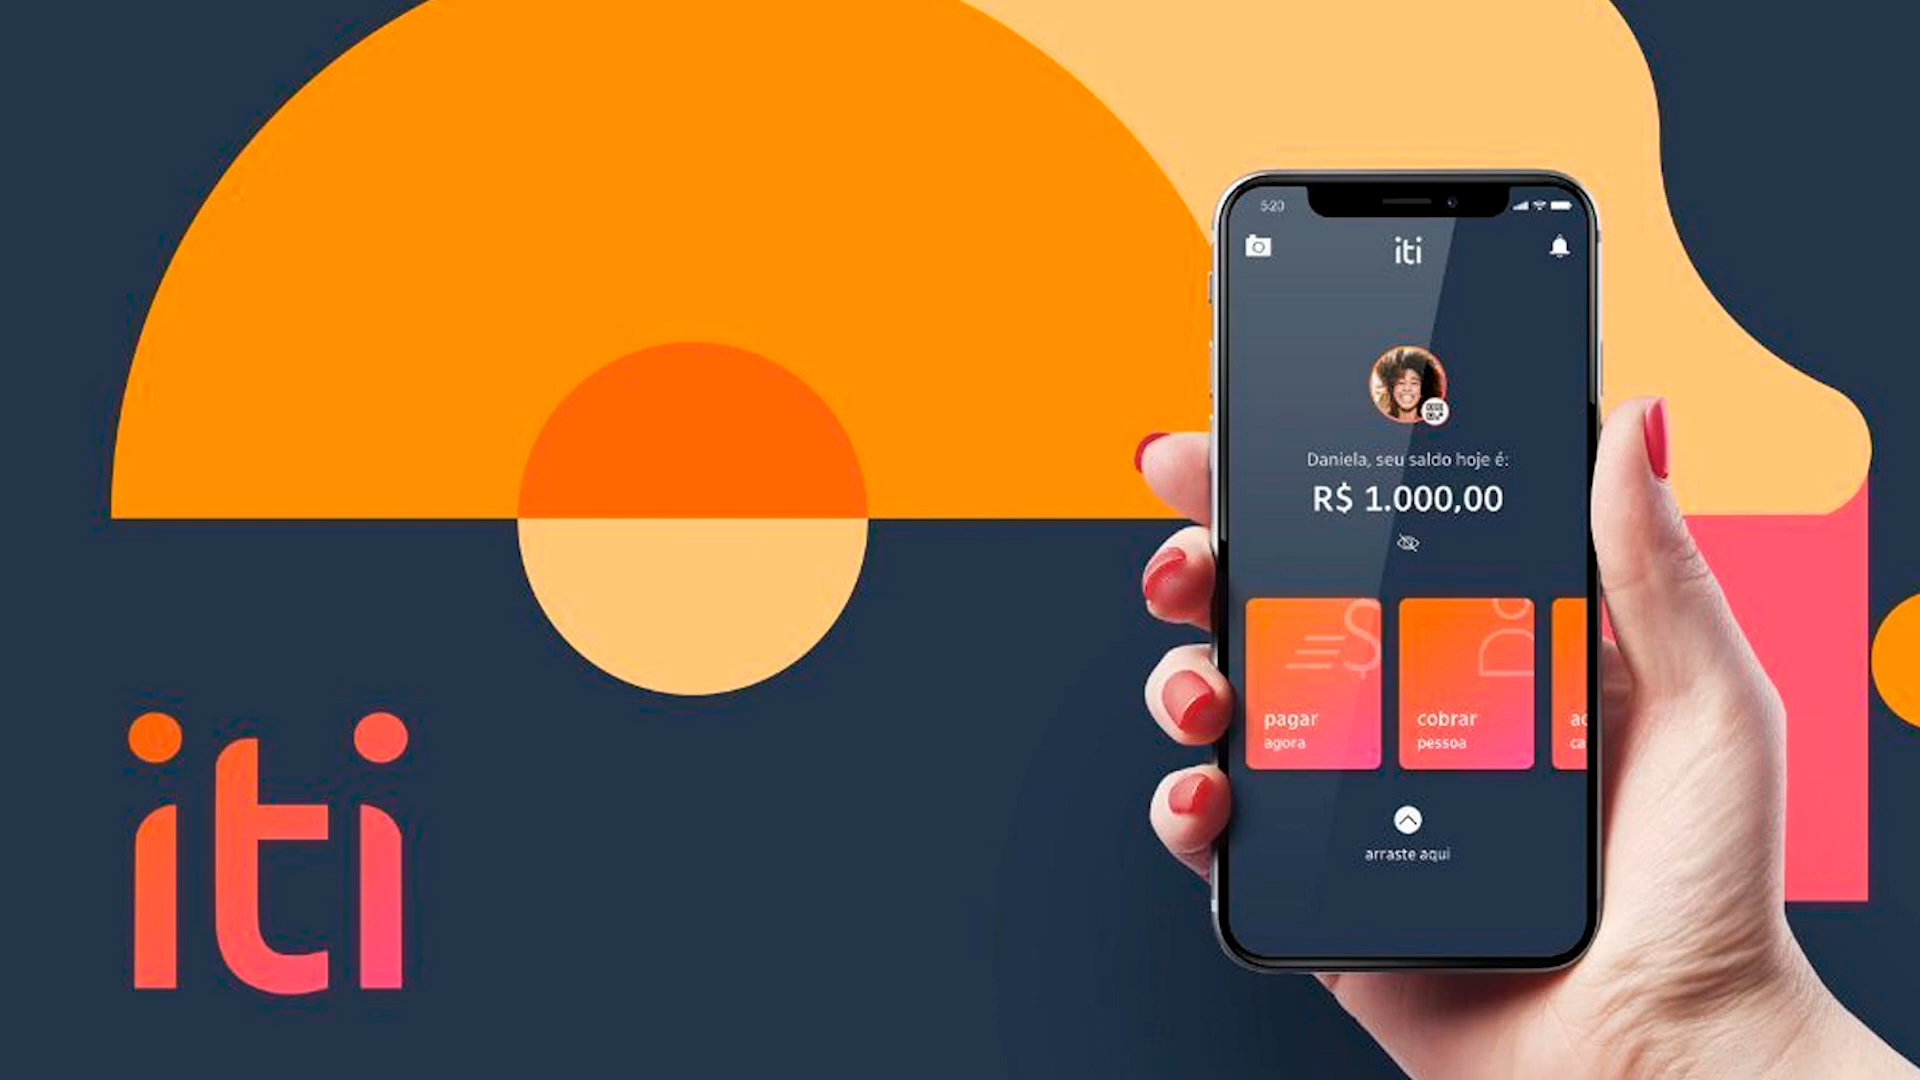 5:20
iti
Daniela, seu saldo hoje é:
R$ 1.000,00
$
pagar
agora
cobrar
pessoa
arraste aqui
iti